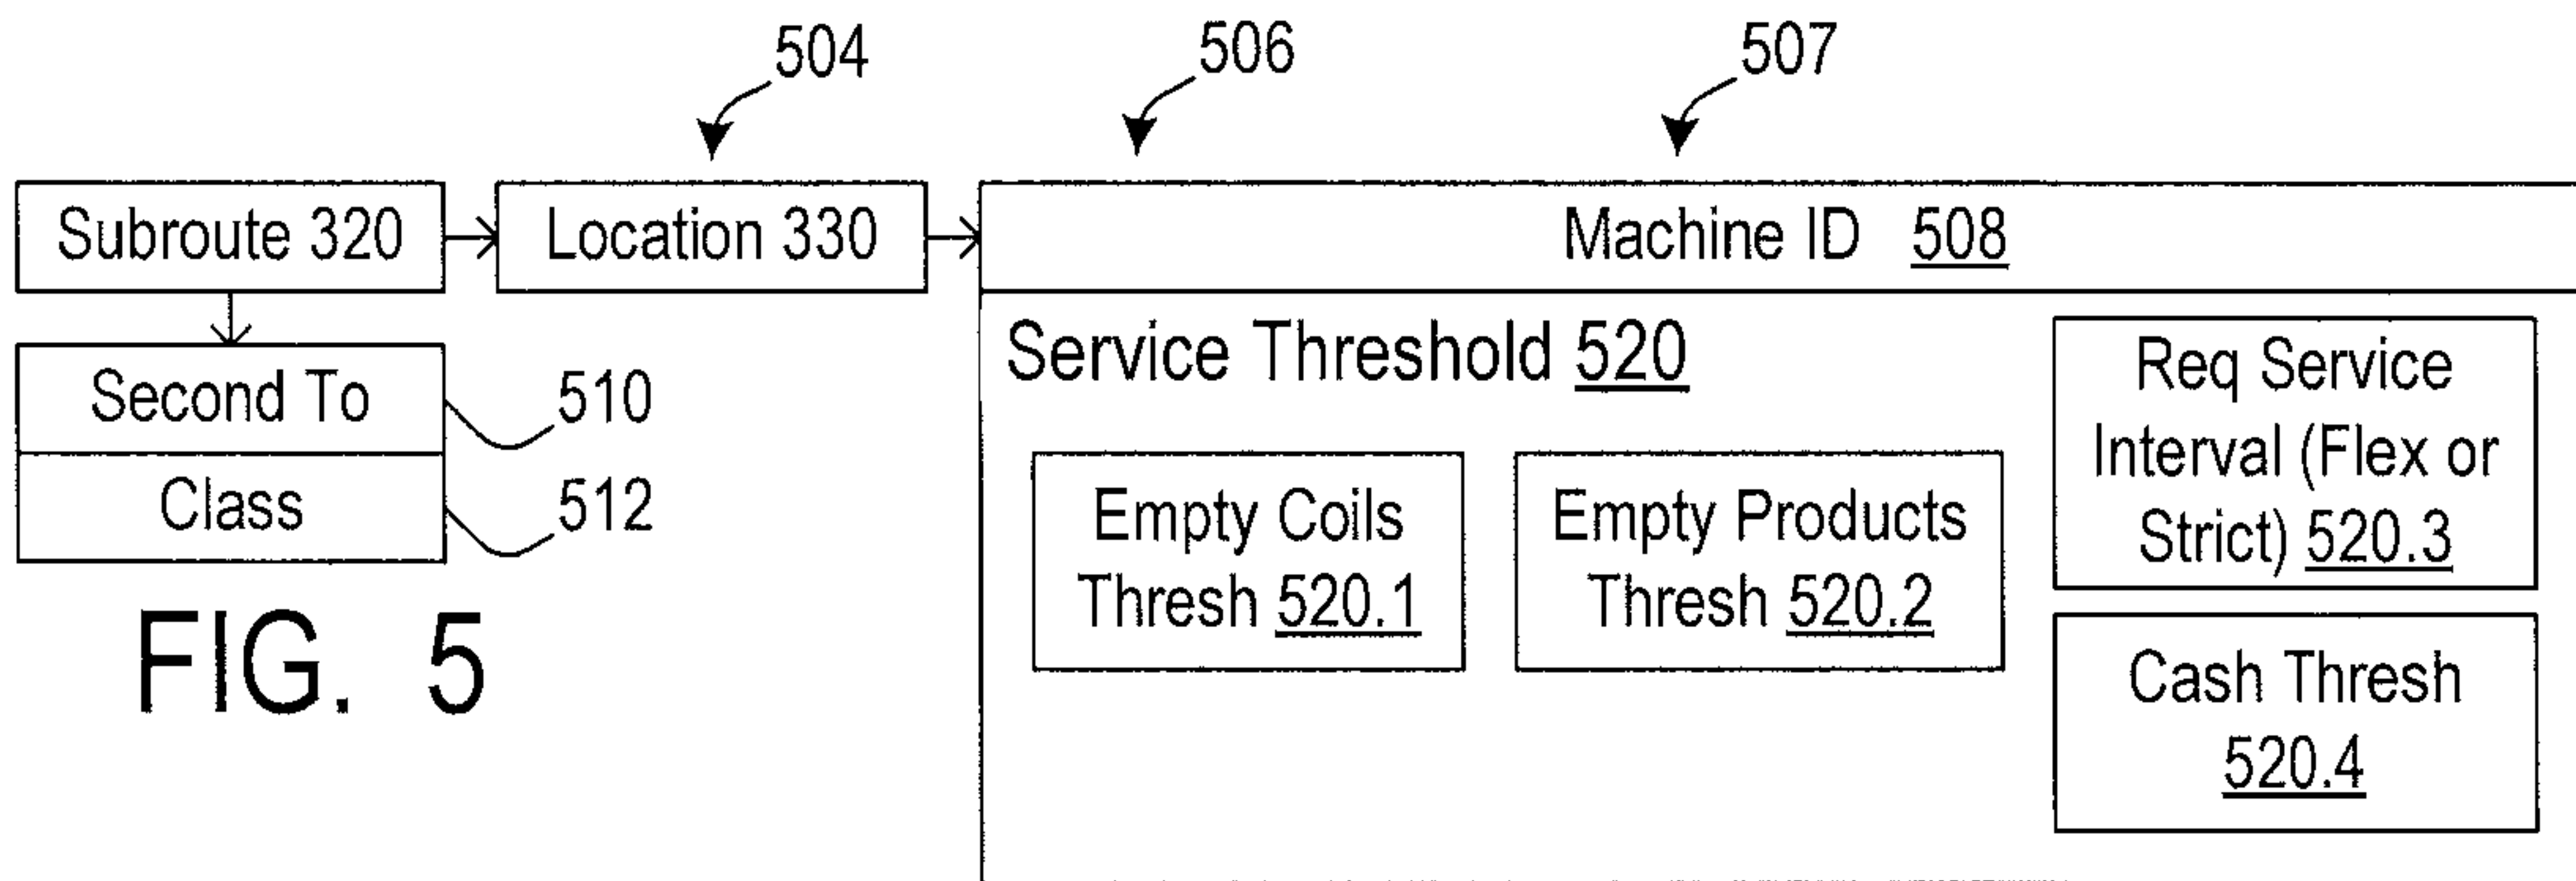 504
506
507
Subroute 320
Location 330
Machine ID 508
Second To
510
Class
512
FIG. 5
Service Threshold 520
Empty Coils
Thresh 520.1
Empty Products
Thresh 520.2
Req Service
Interval (Flex or
Strict) 520.3
Cash Thresh
520.4